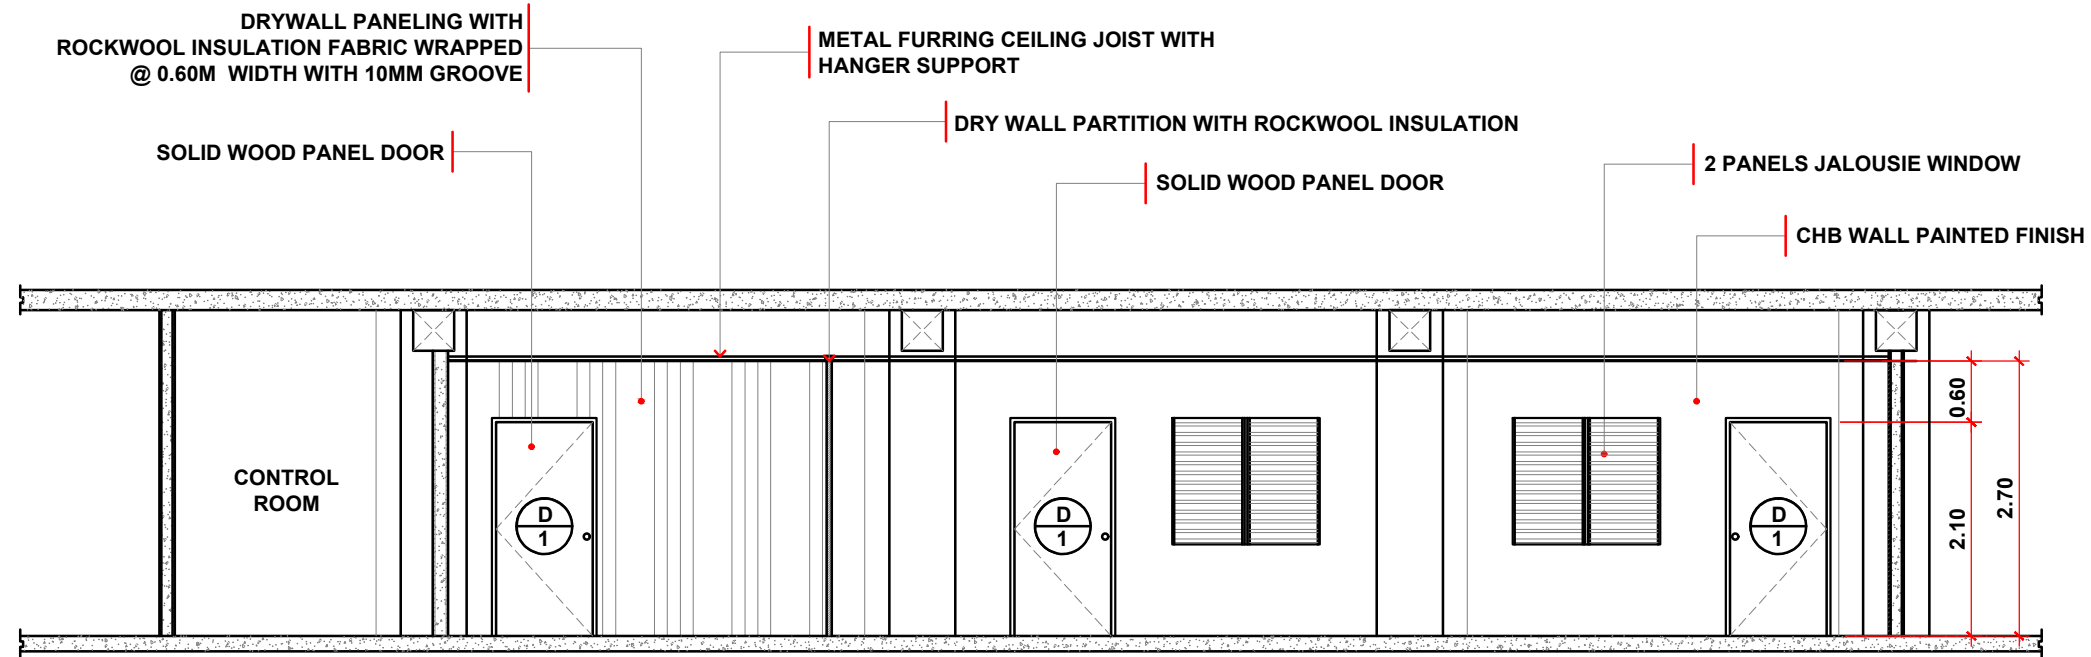 DRYWALL PANELING WITH
ROCKWOOL INSULATION FABRIC WRAPPED
@ 0.60M WIDTH WITH 10MM GROOVE
METAL FURRING CEILING JOIST WITH
HANGER SUPPORT
DRY WALL PARTITION WITH ROCKWOOL INSULATION
SOLID WOOD PANEL DOOR
SOLID WOOD PANEL DOOR
2 PANELS JALOUSIE WINDOW
CHB WALL PAINTED FINISH
CONTROL
ROOM
D
1
D
1
D
1
0.60
2.10
2.70